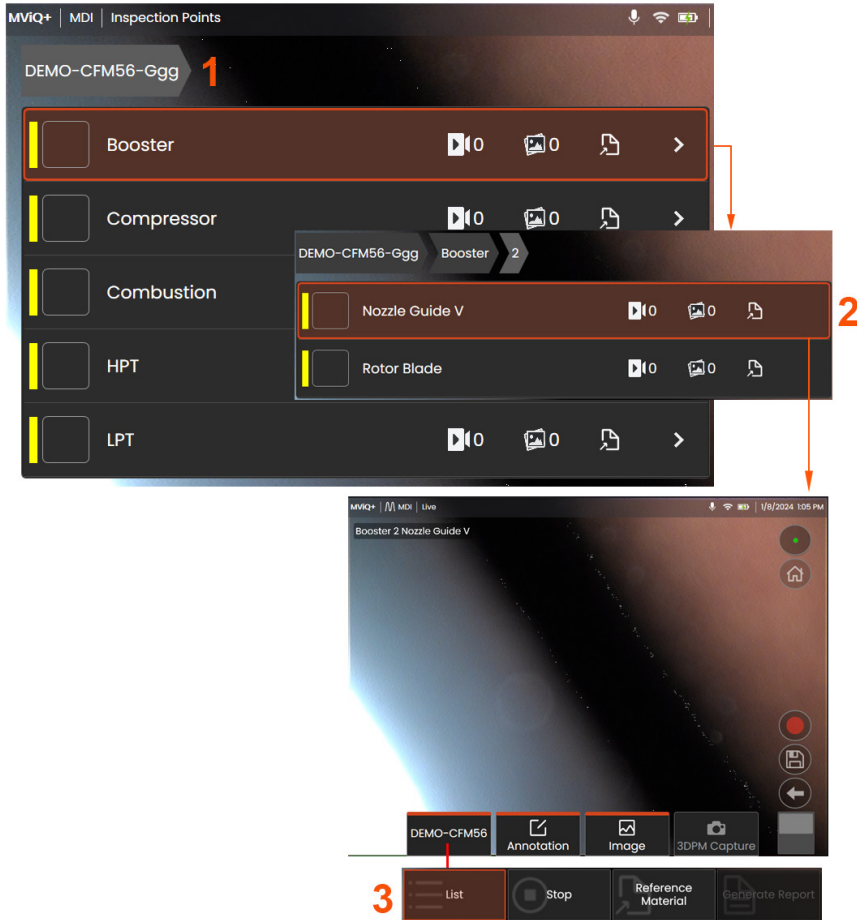 MViQ+ | MDI | Inspection Points
DEMO-CFM56-Ggg
1
Booster 0 0
Compressor 0 0
Combustion
HPT
LPT 0 0
DEMO-CFM56-Ggg Booster 2
2
Nozzle Guide V 0 0
Rotor Blade 0 0
MViQ+ | MDI | Live 1/8/2024 1:05 PM
Booster 2 Nozzle Guide V
DEMO-CFM56 Annotation Image 3DPM Capture
3
List Stop Reference Material Generate Report